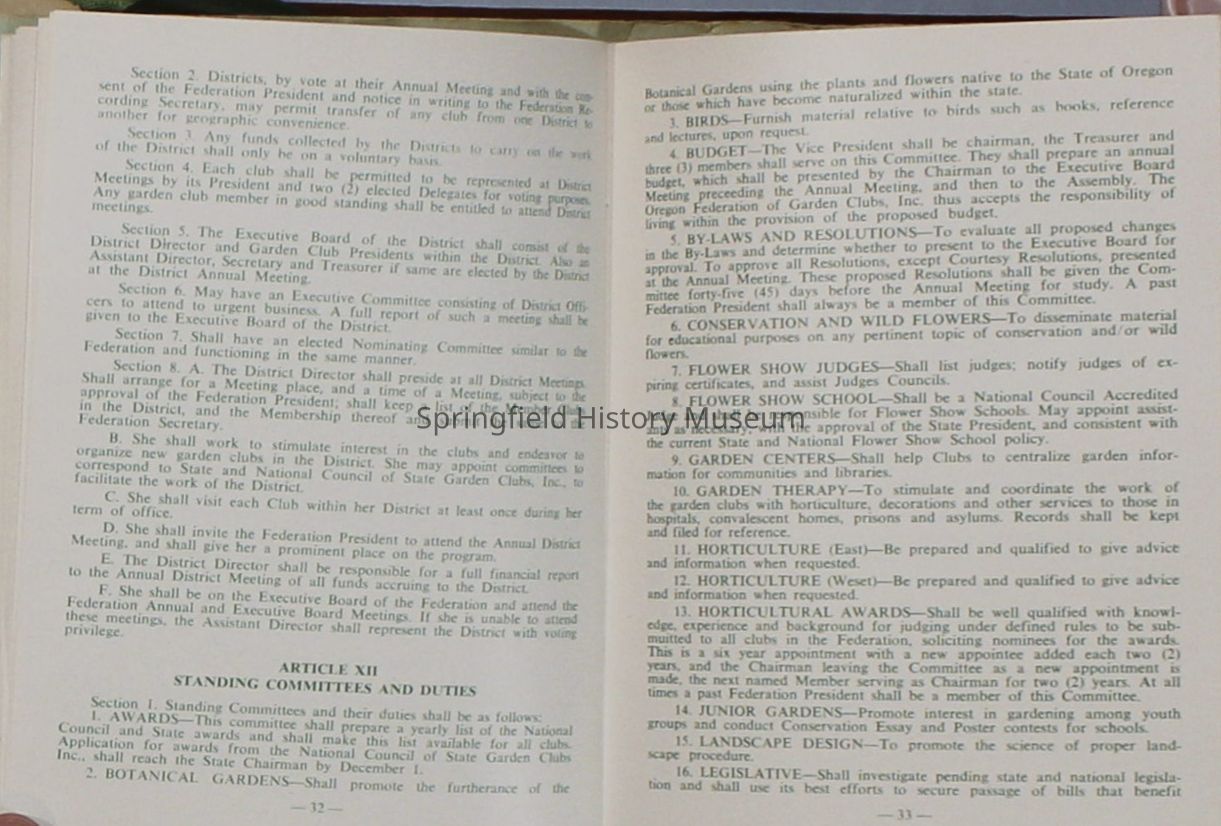 Section 2. Districts, by vote at their Annual Meeting and with the con-
sent of the Federation President and notice in writing to the Federation Re-
cording Secretary, may permit transfer of any club from one District to
another for geographic convenience.
Section 3. Any funds collected by the Districts to carry on the work
of the District shall only be on a voluntary basis.
Section 4. Each club shall be permitted to be represented at District
Meetings by its President and two (2) elected Delegates for voting purposes.
Any garden club member in good standing shall be entitled to attend District
meetings.
Section 5. The Executive Board of the District shall consist of the
District Director and Garden Club Presidents within the District. Also an
Assistant Director, Secretary and Treasurer if same are elected by the District
at the District Annual Meeting.
Section 6. May have an Executive Committee consisting of District Offi-
cers to attend to urgent business. A full report of such a meeting shall be
given to the Executive Board of the District.
Section 7. Shall have an elected Nominating Committee similar to the
Federation and functioning in the same manner.
Section 8. A. The District Director shall preside at all District Meetings.
Shall arrange for a Meeting place, and a time of a Meeting, subject to the
approval of the Federation President; shall keep a list of the
in the District, and the Membership thereof and
Federation Secretary.
B. She shall work to stimulate interest in the clubs and endeavor to
organize new garden clubs in the District. She may appoint committees to
correspond to State and National Council of State Garden Clubs, Inc., to
facilitate the work of the District.
C. She shall visit each Club within her District at least once during her
term of office.
D. She shall invite the Federation President to attend the Annual District
Meeting, and shall give her a prominent place on the program.
E. The District Director shall be responsible for a full financial report
to the Annual District Meeting of all funds accruing to the District.
F. She shall be on the Executive Board of the Federation and attend the
Federation Annual and Executive Board Meetings. If she is unable to attend
these meetings, the Assistant Director shall represent the District with voting
privilege.
ARTICLE XII
STANDING COMMITTEES AND DUTIES
Section 1. Standing Committees and their duties shall be as follows:
1. AWARDS—This committee shall prepare a yearly list of the National
Council and State awards and shall make this list available for all clubs.
Application for awards from the National Council of State Garden Clubs
Inc., shall reach the State Chairman by December 1.
2. BOTANICAL GARDENS—Shall promote the furtherance of the
— 32 —
Botanical Gardens using the plants and flowers native to the State of Oregon
or those which have become naturalized within the state.
3. BIRDS—Furnish material relative to birds such as books, reference
and lectures, upon request.
4. BUDGET—The Vice President shall be chairman, the Treasurer and
three (3) members shall serve on this Committee. They shall prepare an annual
budget, which shall be presented by the Chairman to the Executive Board
Meeting preceeding the Annual Meeting, and then to the Assembly. The
Oregon Federation of Garden Clubs, Inc. thus accepts the responsibility of
living within the provision of the proposed budget.
5. BY-LAWS AND RESOLUTIONS—To evaluate all proposed changes
in the By-Laws and determine whether to present to the Executive Board for
approval. To approve all Resolutions, except Courtesy Resolutions, presented
at the Annual Meeting. These proposed Resolutions shall be given the Com-
mittee forty-five (45) days before the Annual Meeting for study. A past
Federation President shall always be a member of this Committee.
6. CONSERVATION AND WILD FLOWERS—To disseminate material
for educational purposes on any pertinent topic of conservation and/or wild
flowers.
7. FLOWER SHOW JUDGES—Shall list judges; notify judges of ex-
piring certificates, and assist Judges Councils.
8. FLOWER SHOW SCHOOL—Shall be a National Council Accredited
sponsible for Flower Show Schools. May appoint assist-
ants as necessary, with the approval of the State President, and consistent with
the current State and National Flower Show School policy.
9. GARDEN CENTERS—Shall help Clubs to centralize garden infor-
mation for communities and libraries.
10. GARDEN THERAPY—To stimulate and coordinate the work of
the garden clubs with horticulture, decorations and other services to those in
hospitals, convalescent homes, prisons and asylums. Records shall be kept
and filed for reference.
11. HORTICULTURE (East)—Be prepared and qualified to give advice
and information when requested.
12. HORTICULTURE (Weset)—Be prepared and qualified to give advice
and information when requested.
13. HORTICULTURAL AWARDS—Shall be well qualified with knowl-
edge, experience and background for judging under defined rules to be sub-
muitted to all clubs in the Federation, soliciting nominees for the awards.
This is a six year appointment with a new appointee added each two (2)
years, and the Chairman leaving the Committee as a new appointment is
made, the next named Member serving as Chairman for two (2) years. At all
times a past Federation President shall be a member of this Committee.
14. JUNIOR GARDENS—Promote interest in gardening among youth
groups and conduct Conservation Essay and Poster contests for schools.
15. LANDSCAPE DESIGN—To promote the science of proper land-
scape procedure.
16. LEGISLATIVE—Shall investigate pending state and national legisla-
tion and shall use its best efforts to secure passage of bills that benefit
— 33 —
Springfield History Museum